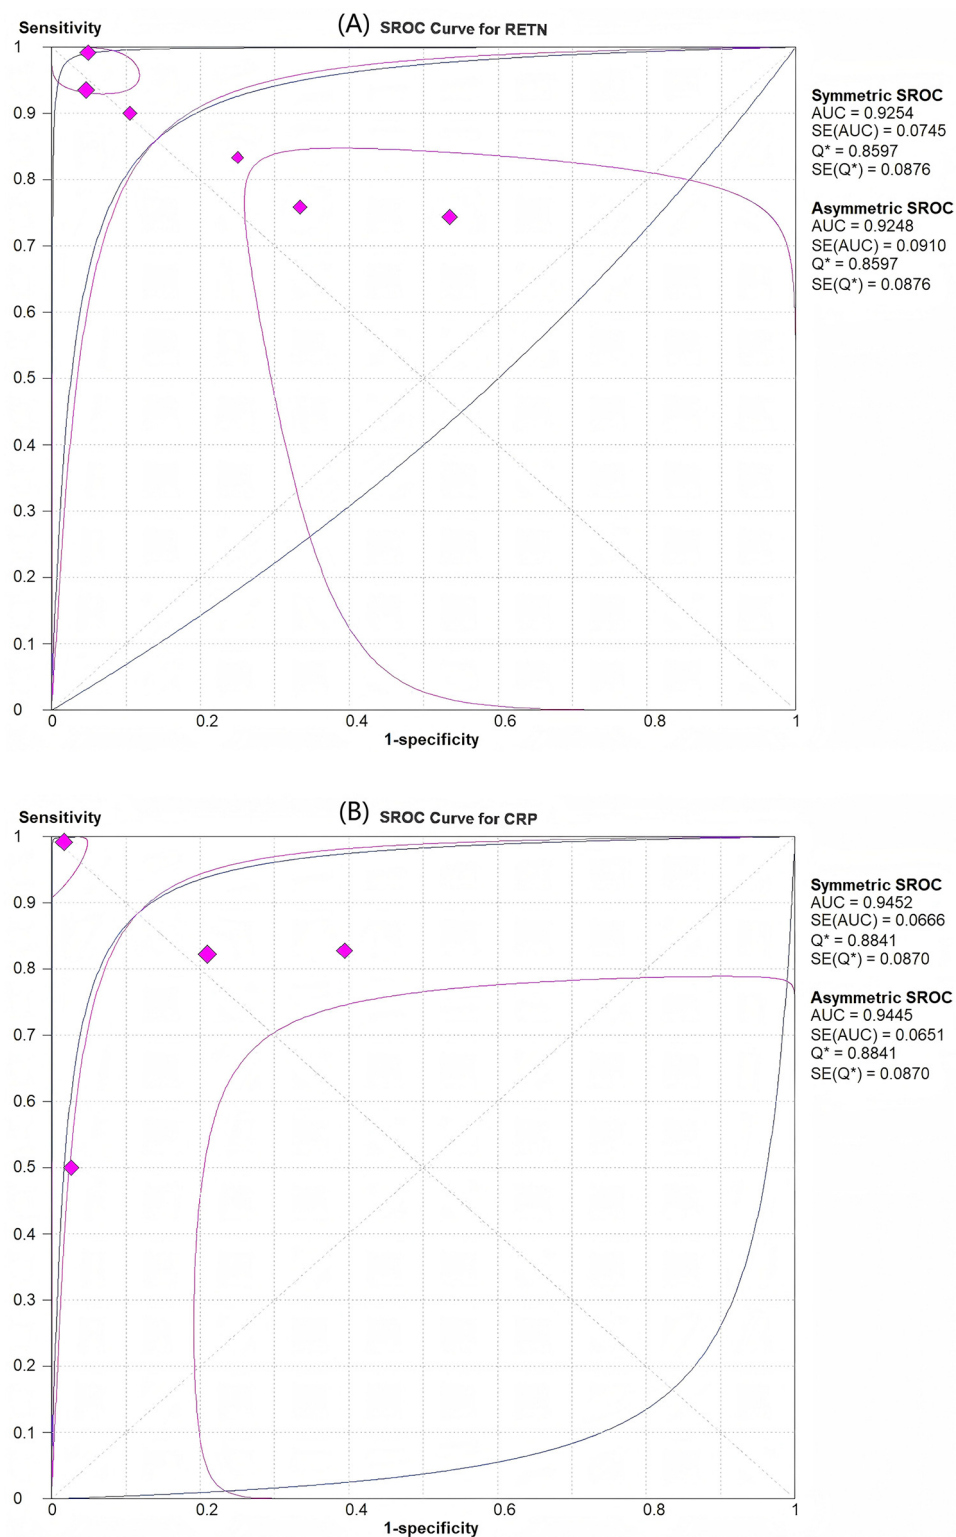 (A) SROC Curve for RETN
Sensitivity
1
0.9
0.8
0.7
0.6
0.5
0.4
0.3
0.2
0.1
0
0 0.2 0.4 0.6 0.8 1
1-specificity
Symmetric SROC
AUC = 0.9254
SE(AUC) = 0.0745
Q* = 0.8597
SE(Q*) = 0.0876
Asymmetric SROC
AUC = 0.9248
SE(AUC) = 0.0910
Q* = 0.8597
SE(Q*) = 0.0876
(B) SROC Curve for CRP
Sensitivity
1
0.9
0.8
0.7
0.6
0.5
0.4
0.3
0.2
0.1
0
0 0.2 0.4 0.6 0.8 1
1-specificity
Symmetric SROC
AUC = 0.9452
SE(AUC) = 0.0666
Q* = 0.8841
SE(Q*) = 0.0870
Asymmetric SROC
AUC = 0.9445
SE(AUC) = 0.0651
Q* = 0.8841
SE(Q*) = 0.0870